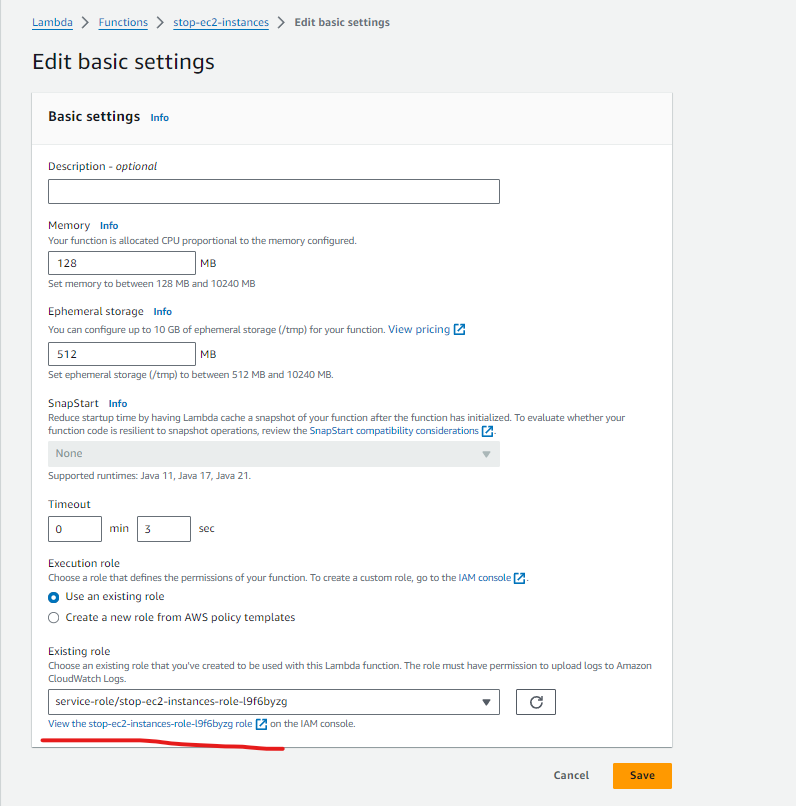 Lambda > Functions > stop-ec2-instances > Edit basic settings
Edit basic settings
Basic settings Info
Description - optional
Memory Info
Your function is allocated CPU proportional to the memory configured.
128 MB
Set memory to between 128 MB and 10240 MB
Ephemeral storage Info
You can configure up to 10 GB of ephemeral storage (/tmp) for your function. View pricing
512 MB
Set ephemeral storage (/tmp) to between 512 MB and 10240 MB.
SnapStart Info
Reduce startup time by having Lambda cache a snapshot of your function after the function has initialized. To evaluate whether your
function code is resilient to snapshot operations, review the SnapStart compatibility considerations.
None
Supported runtimes: Java 11, Java 17, Java 21.
Timeout
0 min 3 sec
Execution role
Choose a role that defines the permissions of your function. To create a custom role, go to the IAM console.
Use an existing role
Create a new role from AWS policy templates
Existing role
Choose an existing role that you've created to be used with this Lambda function. The role must have permission to upload logs to Amazon
CloudWatch Logs.
service-role/stop-ec2-instances-role-l9f6byzg
View the stop-ec2-instances-role-l9f6byzg role on the IAM console.
Cancel Save